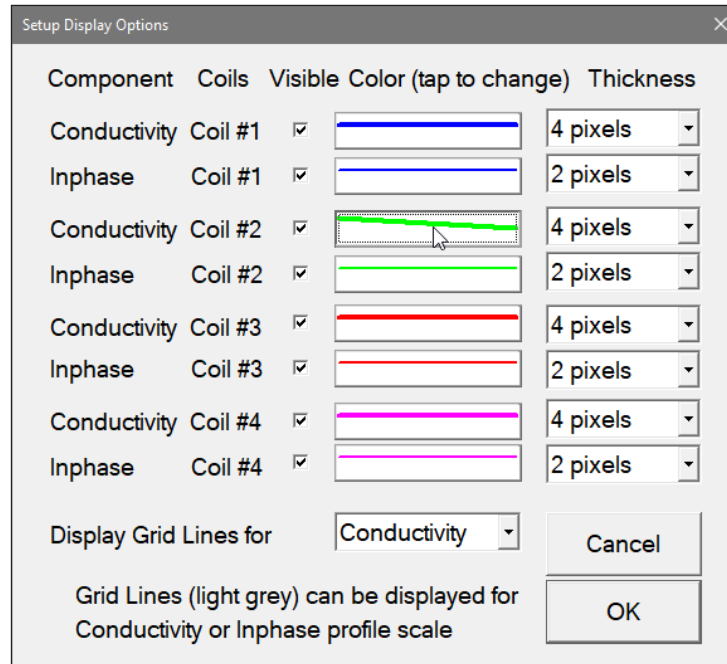 Setup Display Options
Component Coils Visible Color (tap to change) Thickness
Conductivity Coil #1 4 pixels
Inphase Coil #1 2 pixels
Conductivity Coil #2 4 pixels
Inphase Coil #2 2 pixels
Conductivity Coil #3 4 pixels
Inphase Coil #3 2 pixels
Conductivity Coil #4 4 pixels
Inphase Coil #4 2 pixels
Display Grid Lines for Conductivity
Cancel
Grid Lines (light grey) can be displayed for
Conductivity or Inphase profile scale
OK